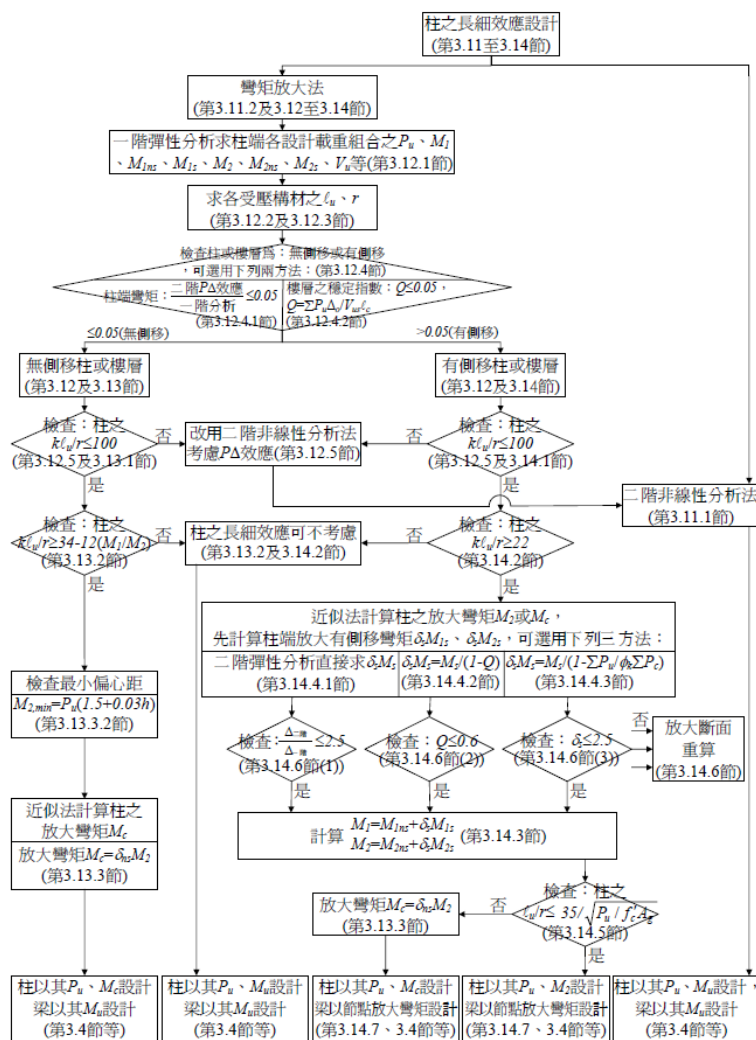 柱之長細效應設計
(第3.11至3.14節)
彎矩放大法
(第3.11.2及3.12至3.14節)
一階彈性分析求柱端各設計載重組合之Pu、M1
、M1ns、M1s、M2、M2ns、M2s、Vu等(第3.12.1節)
求各受壓構材之ℓu、r
(第3.12.2及3.12.3節)
檢查柱或樓層為：無側移或有側移
，可選用下列兩方法：(第3.12.4節)
柱端彎矩：二階PΔ效應/一階分析≤0.05
(第3.12.4.1節)
樓層之穩定指數：Q≤0.05，
Q=ΣPuΔo/Vusℓc
(第3.12.4.2節)
≤0.05(無側移)
>0.05(有側移)
無側移柱或樓層
(第3.12及3.13節)
有側移柱或樓層
(第3.12及3.14節)
檢查：柱之
kℓu/r≤100
(第3.12.5及3.13.1節)
否
改用二階非線性分析法
考慮PΔ效應(第3.12.5節)
否
檢查：柱之
kℓu/r≤100
(第3.12.5及3.14.1節)
是
是
二階非線性分析法
(第3.11.1節)
檢查：柱之
kℓu/r≥34-12(M1/M2)
(第3.13.2節)
否
柱之長細效應可不考慮
(第3.13.2及3.14.2節)
否
檢查：柱之
kℓu/r≥22
(第3.14.2節)
是
是
近似法計算柱之放大彎矩M2或Mc，
先計算柱端放大有側移彎矩δsM1s、δsM2s，可選用下列三方法：
二階彈性分析直接求δsMs
(第3.14.4.1節)
δsMs=Ms/(1-Q)
(第3.14.4.2節)
δsMs=Ms/(1-ΣPu/ϕkΣPc)
(第3.14.4.3節)
檢查最小偏心距
M2,min=Pu(1.5+0.03h)
(第3.13.3.2節)
檢查:Δ二階/Δ一階≤2.5
(第3.14.6節(1))
檢查：Q≤0.6
(第3.14.6節(2))
檢查：δs≤2.5
(第3.14.6節(3))
否
放大斷面
重算
(第3.14.6節)
是
是
是
近似法計算柱之
放大彎矩Mc
放大彎矩Mc=δnsM2
(第3.13.3節)
計算 M1=M1ns+δsM1s
M2=M2ns+δsM2s (第3.14.3節)
檢查：柱之
ℓu/r≤ 35/√Pu / f'cAg
(第3.14.5節)
否
放大彎矩Mc=δnsM2
(第3.13.3節)
是
柱以其Pu、Mc設計
梁以其Mu設計
(第3.4節等)
柱以其Pu、Mu設計
梁以其Mu設計
(第3.4節等)
柱以其Pu、Mc設計
梁以節點放大彎矩設計
(第3.14.7、3.4節等)
柱以其Pu、M2設計
梁以節點放大彎矩設計
(第3.14.7、3.4節等)
柱以其Pu、Mu設計，
梁以其Mu設計
(第3.4節等)